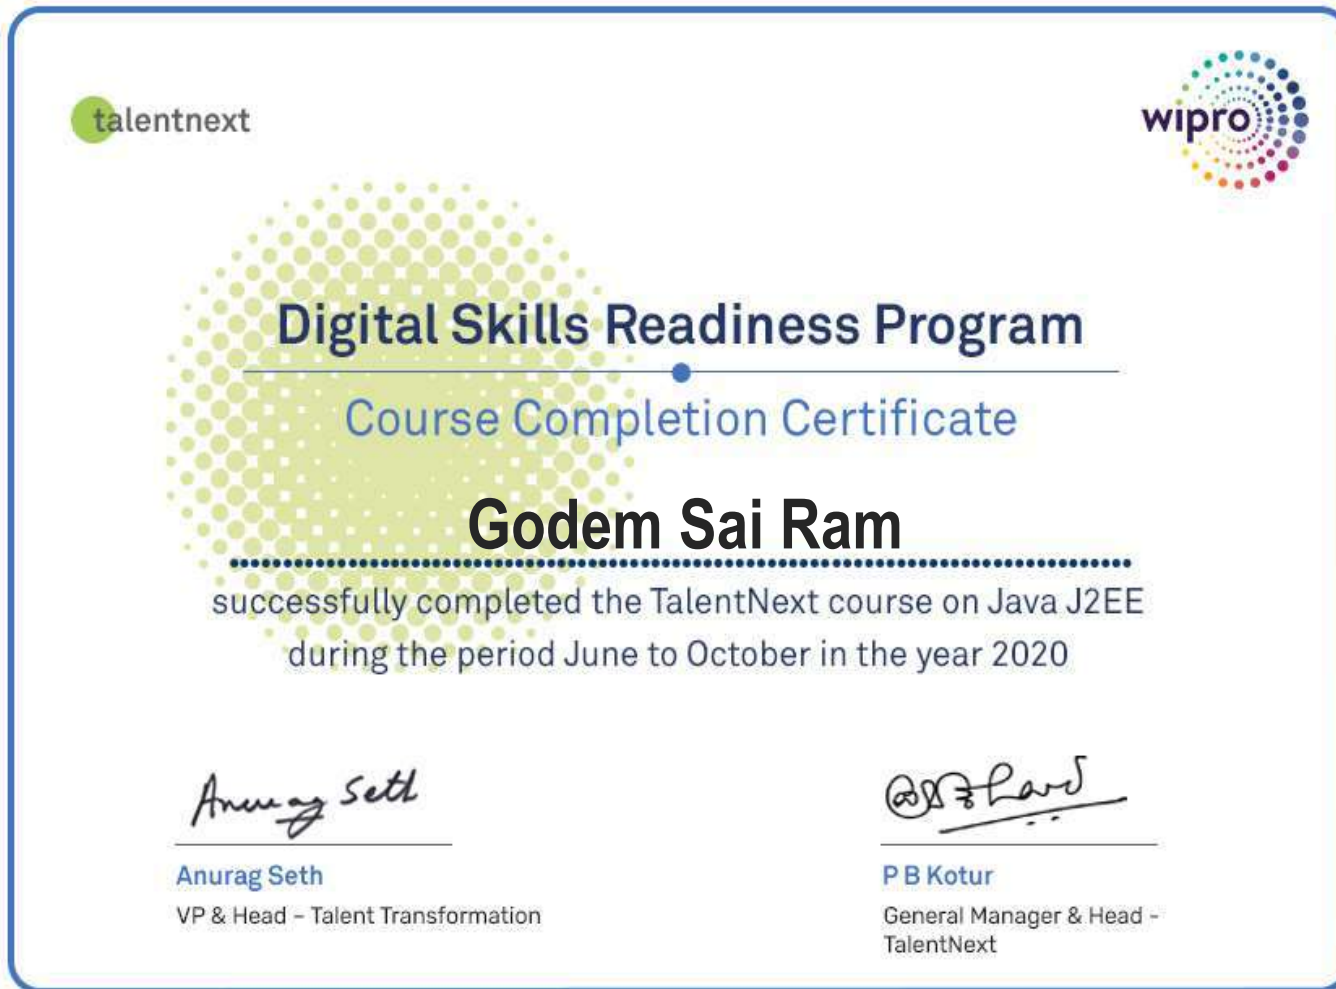 talentnext
wipro
Digital Skills Readiness Program
Course Completion Certificate
Godem Sai Ram
successfully completed the TalentNext course on Java J2EE
during the period June to October in the year 2020
Anurag Seth
Anurag Seth
VP & Head – Talent Transformation
P B Kotur
General Manager & Head -
TalentNext